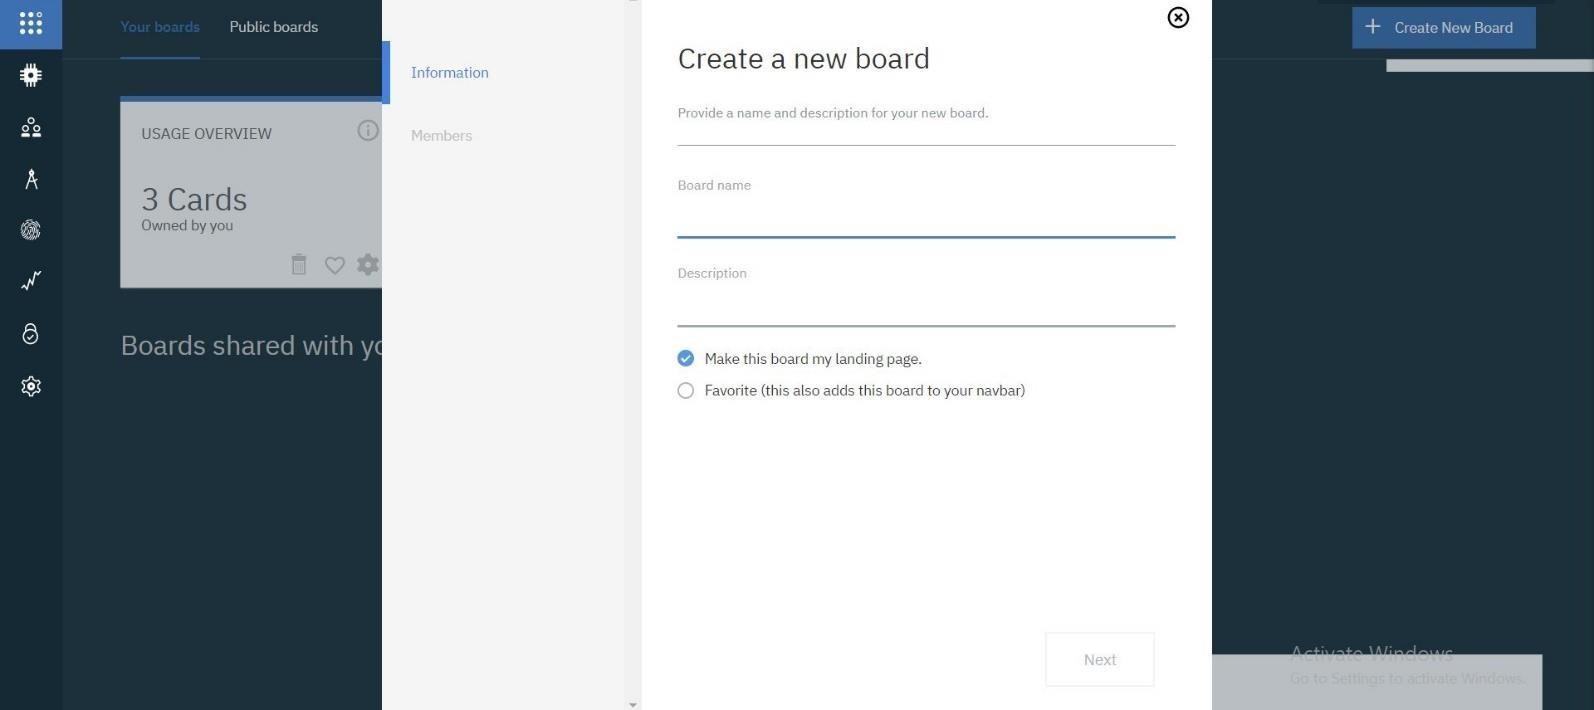 Your boards
Public boards
Create New Board
USAGE OVERVIEW
3 Cards
Owned by you
Boards shared with yo
Information
Members
Create a new board
Provide a name and description for your new board.
Board name
Description
Make this board my landing page.
Favorite (this also adds this board to your navbar)
Next
Activate Windows
Go to Settings to activate Windows.